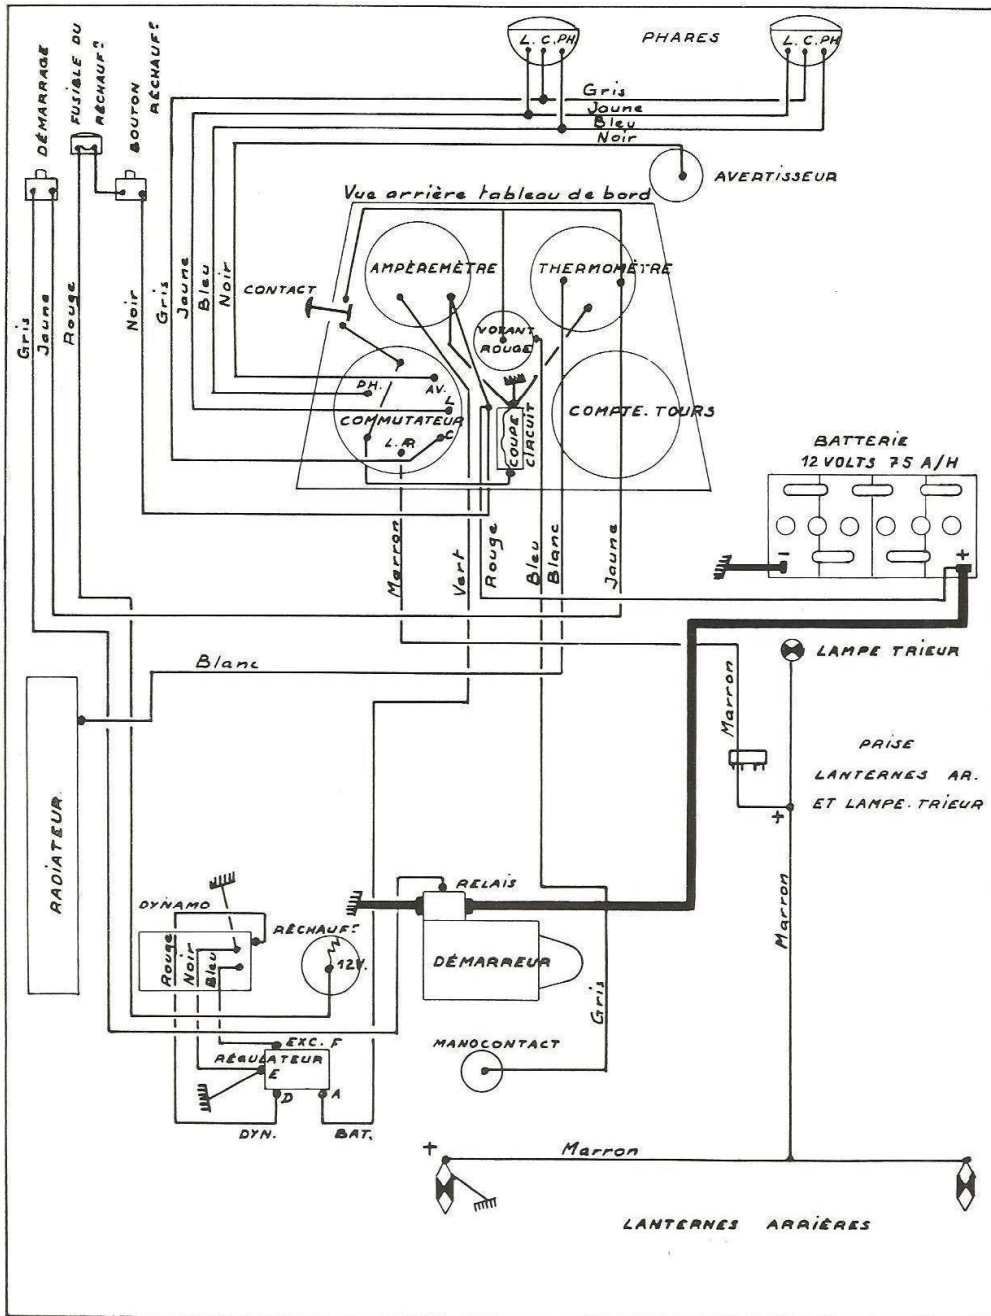 PHARES
L. C. PH
L. C. PH
DÉMARRAGE
FUSIBLE DU
RÉCHAUF?
BOUTON
RÉCHAUF?
Gris
Jaune
Bleu
Noir
AVERTISSEUR
Vue arrière tableau de bord
AMPÈREMÈTRE
THERMOMÈTRE
CONTACT
VOYANT
ROUGE
Gris
Jaune
Rouge
Noir
Gris
Jaune
Bleu
Noir
PH.
AV.
L
COMMUTATEUR
L. AR
C
COUPE
CIRCUIT
COMPTE. TOURS
BATTERIE
12 VOLTS 75 A/H
-
+
Marron
Vert
Rouge
Bleu
Blanc
Jaune
Blanc
LAMPE TRIEUR
Marron
PRISE
LANTERNES AR.
ET LAMPE. TRIEUR
+
RADIATEUR
RELAIS
DYNAMO
RÉCHAUF?
12V.
Rouge
Noir
Bleu
DÉMARREUR
Marron
Gris
MANOCONTACT
EXC. F
RÉGULATEUR
E
D
A
DYN.
BAT.
+
Marron
LANTERNES ARRIÈRES